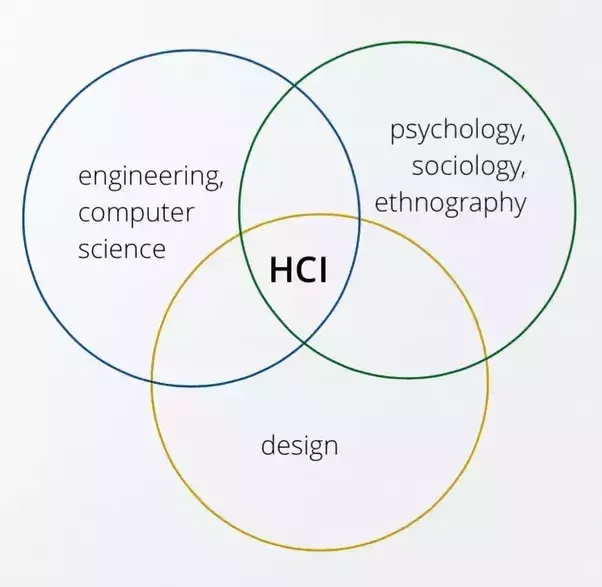 engineering,
computer
science
psychology,
sociology,
ethnography
HCI
design